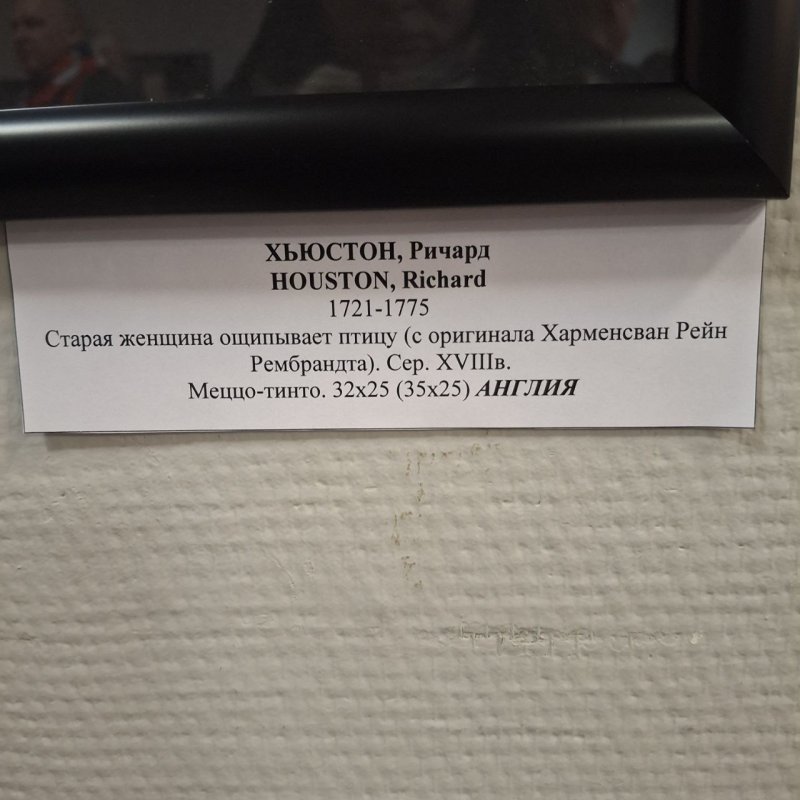 ХЬЮСТОН, Ричард
HOUSTON, Richard
1721-1775
Старая женщина ощипывает птицу (с оригинала Харменсван Рейн
Рембрандта). Сер. XVIIIв.
Меццо-тинто. 32х25 (35х25) АНГЛИЯ